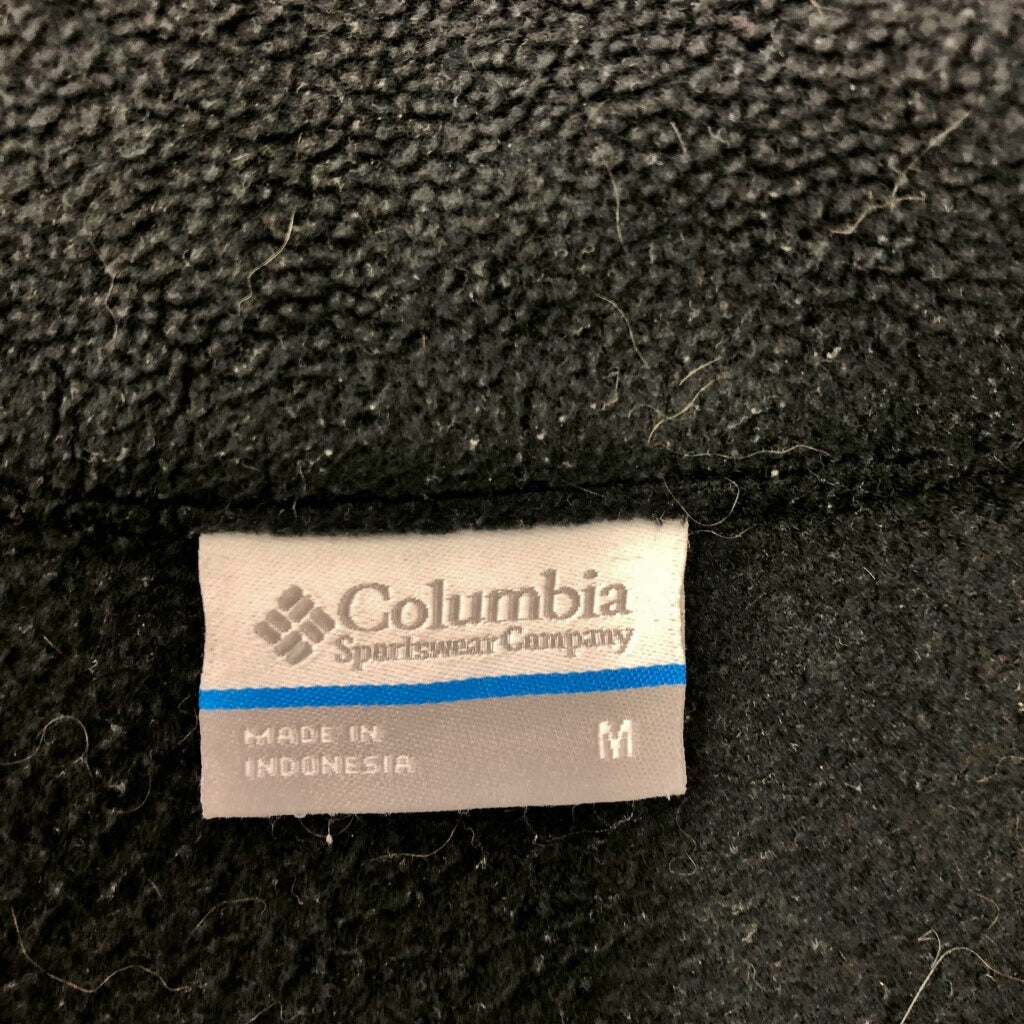 Columbia
Sportswear Company
MADE IN
INDONESIA
M